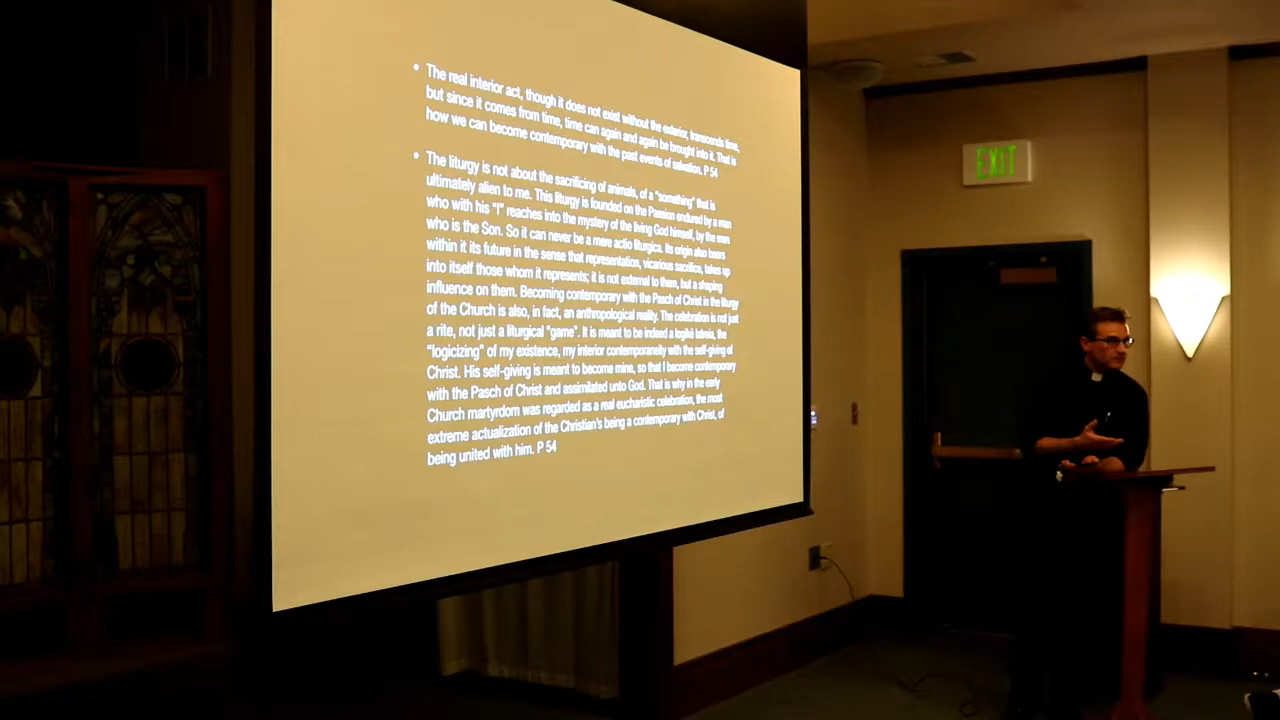 • The real interior act, though it does not exist without the exterior, transcends time,
but since it comes from time, time can again and again be brought into it. That is
how we can become contemporary with the past events of salvation. P 54
• The liturgy is not about the sacrificing of animals, of a "something" that is
ultimately alien to me. This liturgy is founded on the Passion endured by a man
who with his "I" reaches into the mystery of the living God himself, by the man
who is the Son. So it can never be a mere actio liturgica. Its origin also bears
within it its future in the sense that representation, vicarious sacrifice, takes up
into itself those whom it represents; it is not external to them, but a shaping
influence on them. Becoming contemporary with the Pasch of Christ in the liturgy
of the Church is also, in fact, an anthropological reality. The celebration is not just
a rite, not just a liturgical "game". It is meant to be indeed a logikē latreia, the
"logicizing" of my existence, my interior contemporaneity with the self-giving of
Christ. His self-giving is meant to become mine, so that I become contemporary
with the Pasch of Christ and assimilated unto God. That is why in the early
Church martyrdom was regarded as a real eucharistic celebration, the most
extreme actualization of the Christian's being a contemporary with Christ, of
being united with him. P 54
EXIT